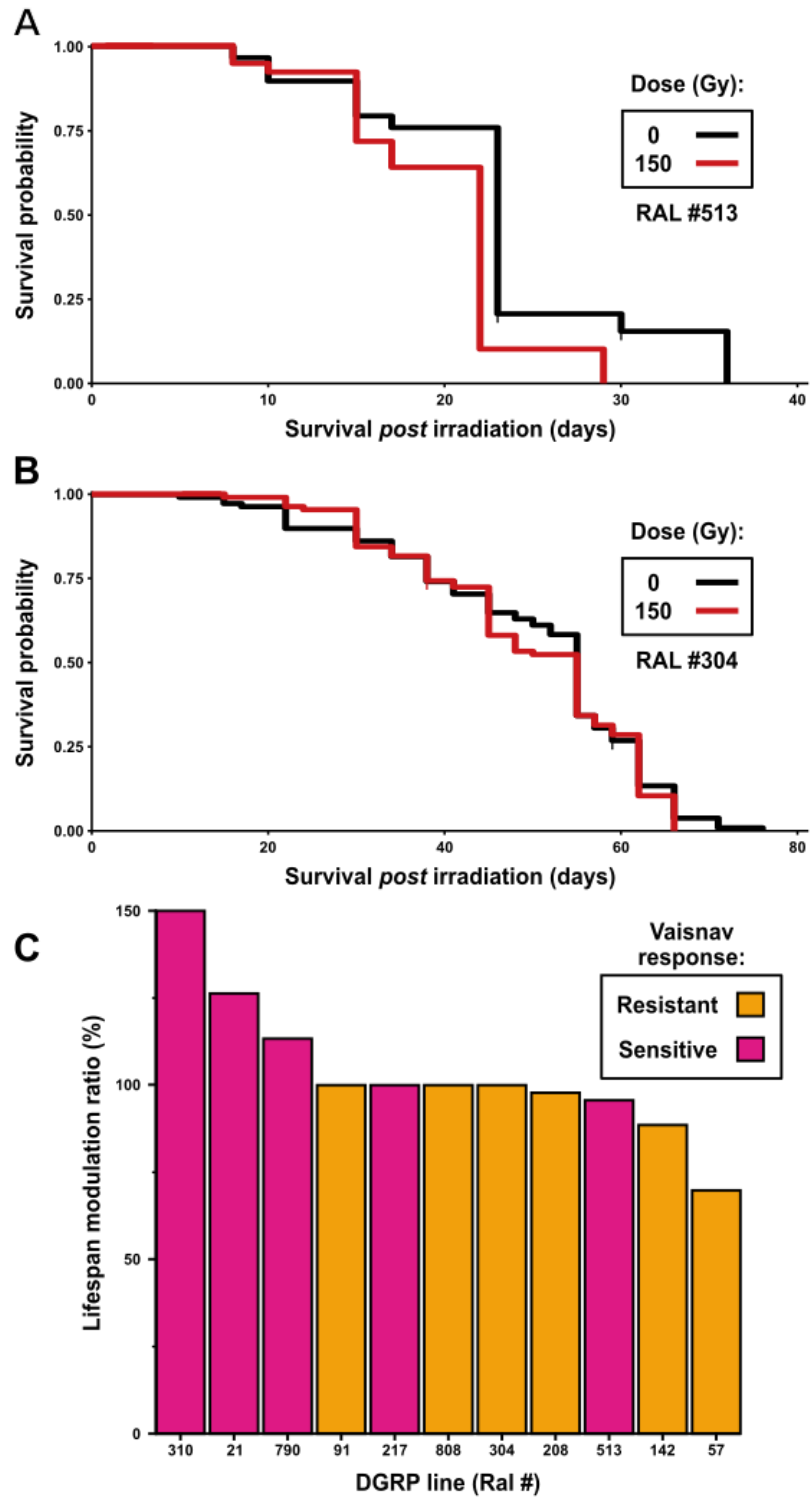 A
Survival probability
1.00
0.75
0.50
0.25
0.00
0 10 20 30 40
Survival post irradiation (days)
Dose (Gy):
0
150
RAL #513
B
Survival probability
1.00
0.75
0.50
0.25
0.00
0 20 40 60 80
Survival post irradiation (days)
Dose (Gy):
0
150
RAL #304
C
Lifespan modulation ratio (%)
150
100
50
0
310 21 790 91 217 808 304 208 513 142 57
DGRP line (Ral #)
Vaisnav
response:
Resistant
Sensitive